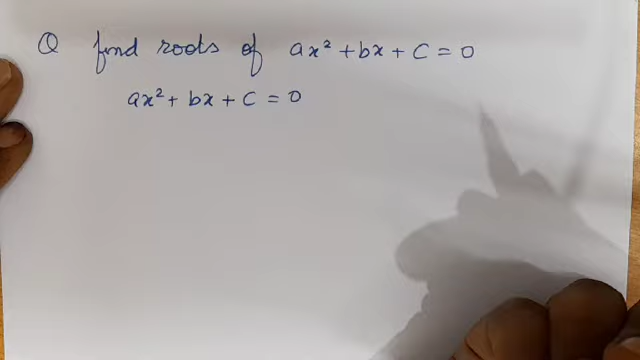 Q find roots of ax² + bx + C = 0
ax² + bx + C = 0